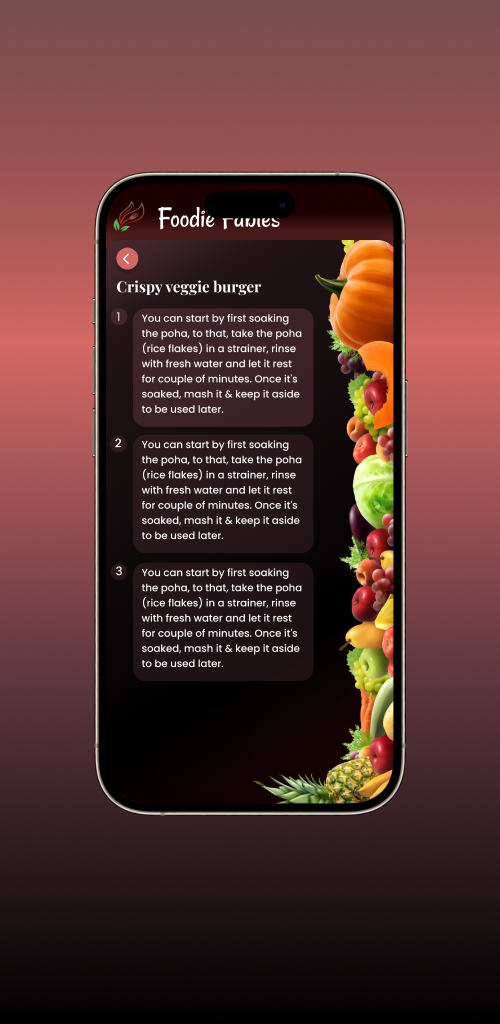 Foodie Fables
Crispy veggie burger
1
You can start by first soaking
the poha, to that, take the poha
(rice flakes) in a strainer, rinse
with fresh water and let it rest
for couple of minutes. Once it's
soaked, mash it & keep it aside
to be used later.
2
You can start by first soaking
the poha, to that, take the poha
(rice flakes) in a strainer, rinse
with fresh water and let it rest
for couple of minutes. Once it's
soaked, mash it & keep it aside
to be used later.
3
You can start by first soaking
the poha, to that, take the poha
(rice flakes) in a strainer, rinse
with fresh water and let it rest
for couple of minutes. Once it's
soaked, mash it & keep it aside
to be used later.